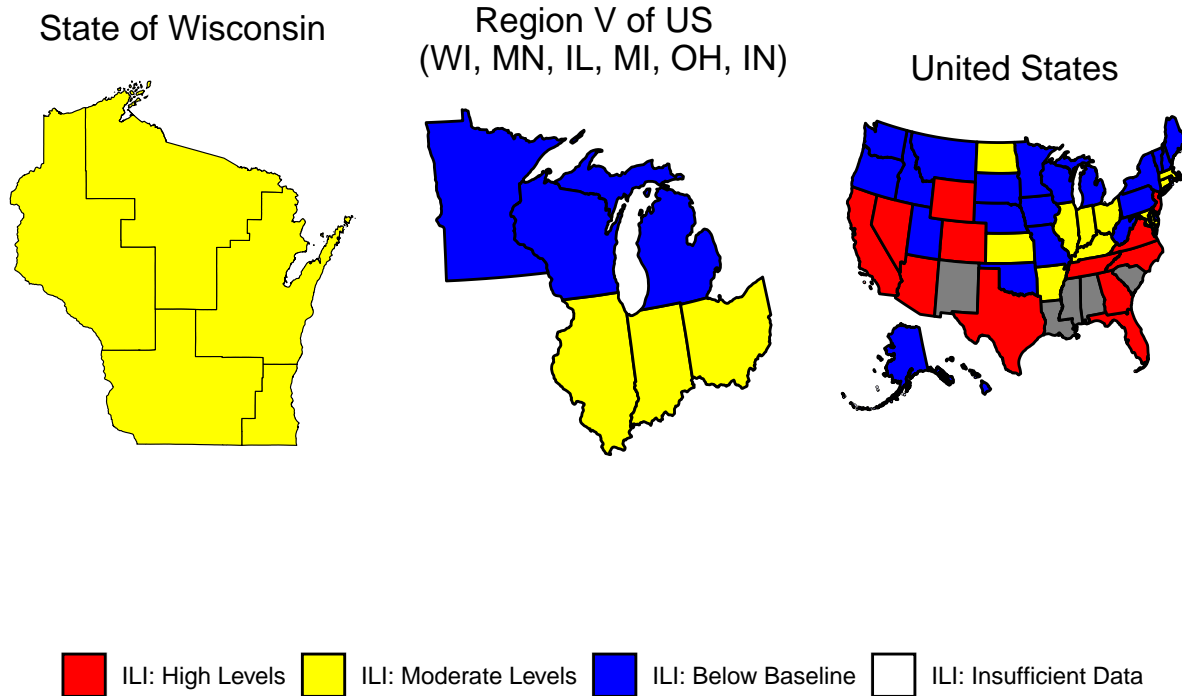 State of Wisconsin
Region V of US
(WI, MN, IL, MI, OH, IN)
United States
ILI: High Levels
ILI: Moderate Levels
ILI: Below Baseline
ILI: Insufficient Data